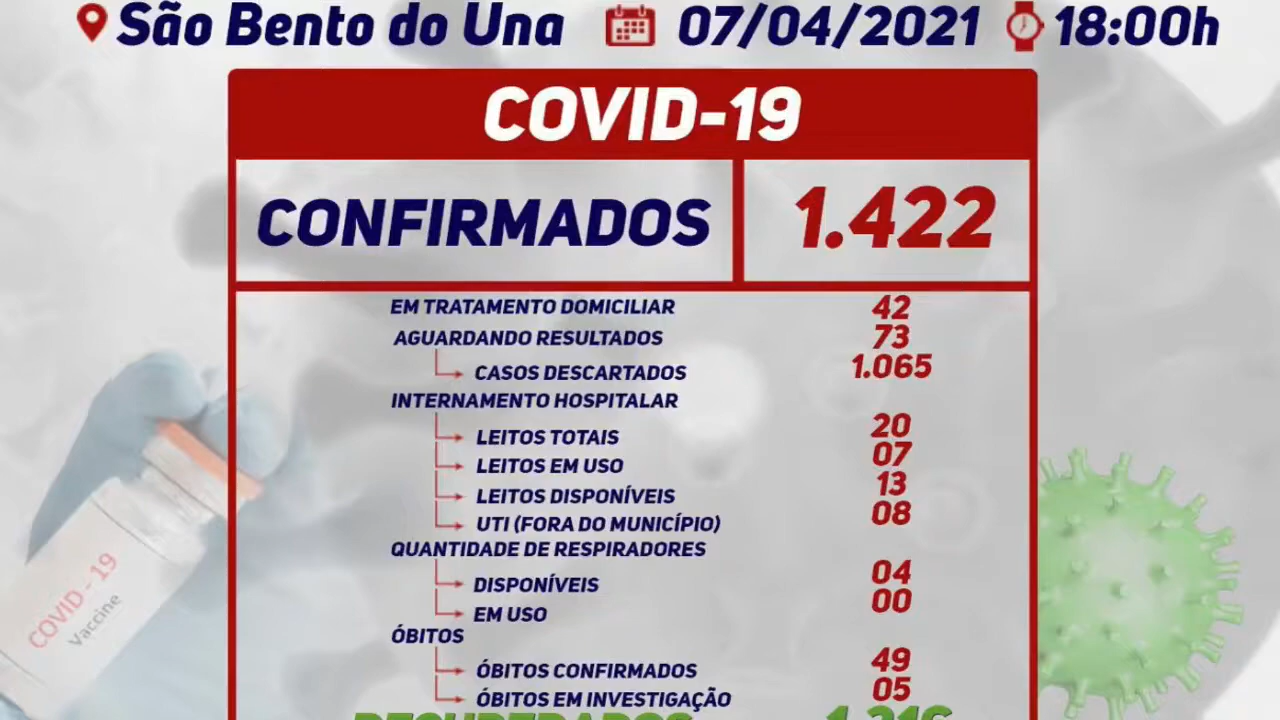 São Bento do Una 07/04/2021 18:00h
COVID-19
CONFIRMADOS 1.422
EM TRATAMENTO DOMICILIAR 42
AGUARDANDO RESULTADOS 73
CASOS DESCARTADOS 1.065
INTERNAMENTO HOSPITALAR
LEITOS TOTAIS 20
LEITOS EM USO 07
LEITOS DISPONÍVEIS 13
UTI (FORA DO MUNICÍPIO) 08
QUANTIDADE DE RESPIRADORES
DISPONÍVEIS 04
EM USO 00
ÓBITOS
ÓBITOS CONFIRMADOS 49
ÓBITOS EM INVESTIGAÇÃO 05
RECUPERADOS
COVID - 19
Vaccine